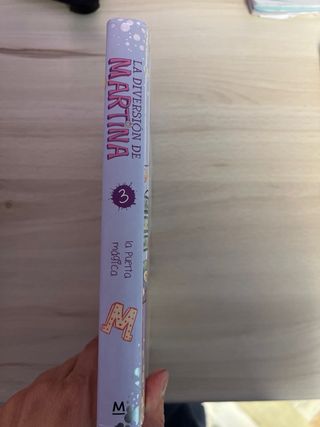 LA DIVERSIÓN DE
MARTINA
3
la puerta
mágica
M
M